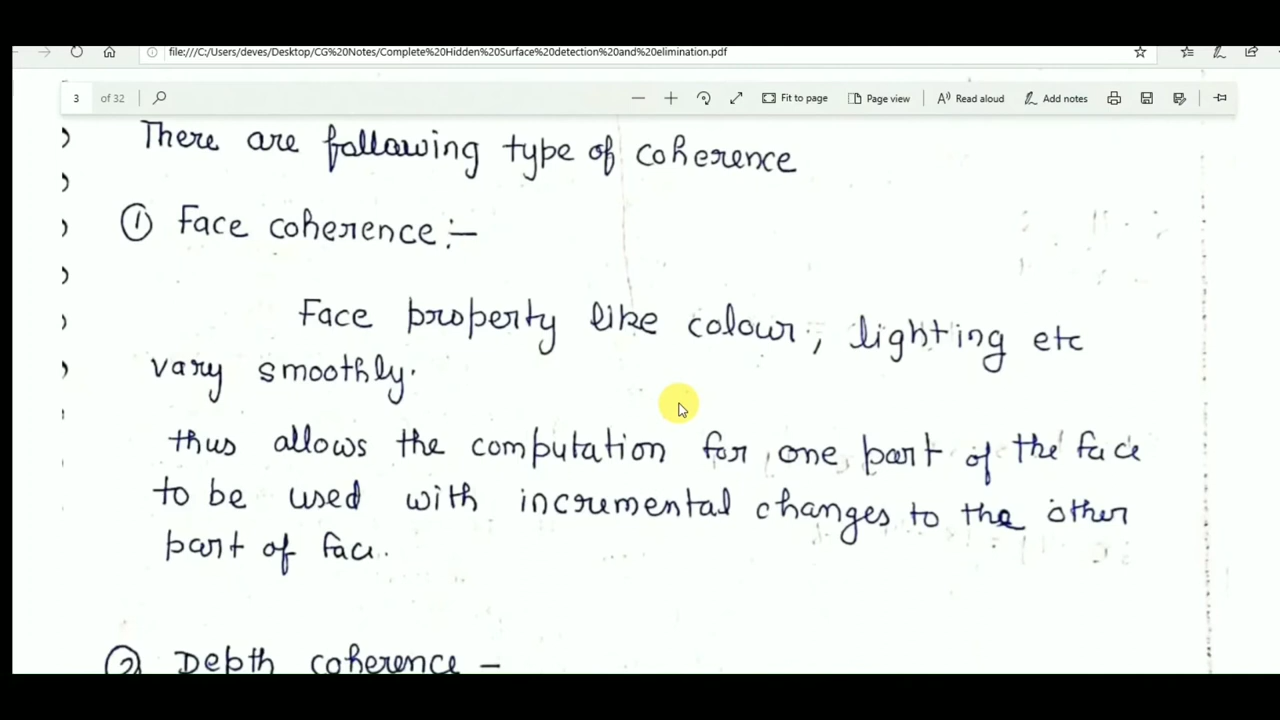 file:///C:/Users/deves/Desktop/CG%20Notes/Complete%20Hidden%20Surface%20detection%20and%20elimination.pdf
3 of 32 Fit to page Page view Read aloud Add notes
There are following type of coherence
① Face coherence :-
Face property like colour, lighting etc
vary smoothly.
thus allows the computation for one part of the face
to be used with incremental changes to the other
part of face.
② Depth coherence -